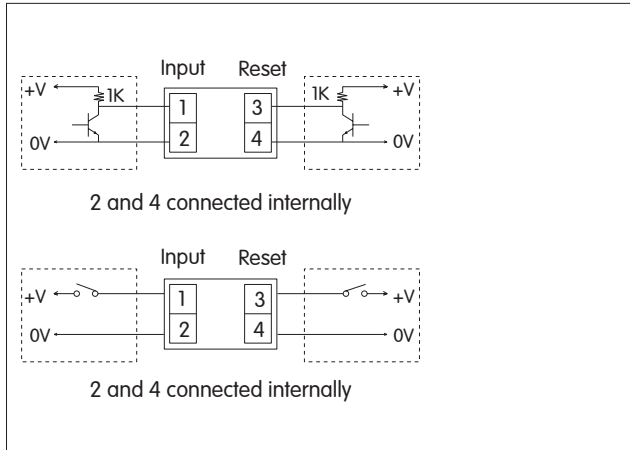 Input Reset
+V 1K 1 3 1K +V
0V 2 4 0V
2 and 4 connected internally
Input Reset
+V 1 3 +V
0V 2 4 0V
2 and 4 connected internally